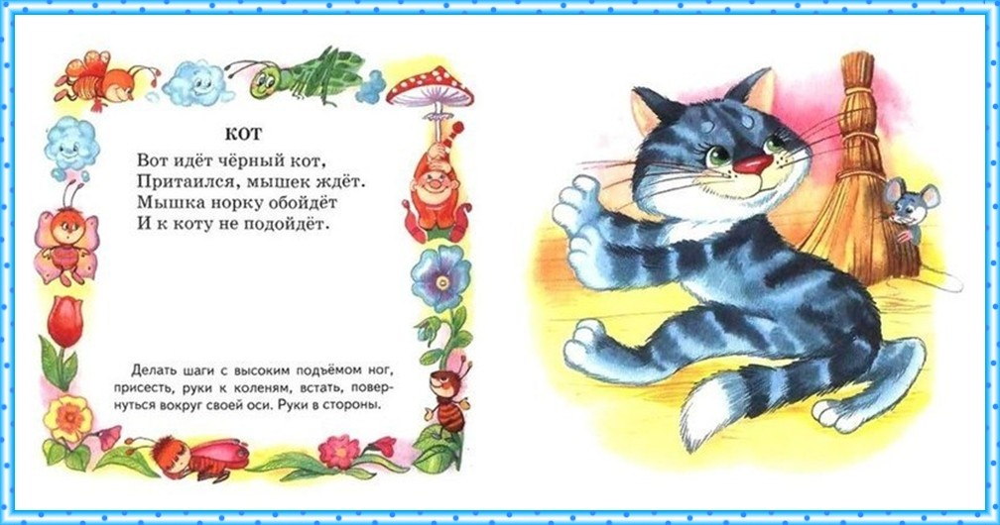 КОТ
Вот идёт чёрный кот,
Притаился, мышек ждёт.
Мышка норку обойдёт
И к коту не подойдёт.
Делать шаги с высоким подъёмом ног,
присесть, руки к коленям, встать, повер-
нуться вокруг своей оси. Руки в стороны.